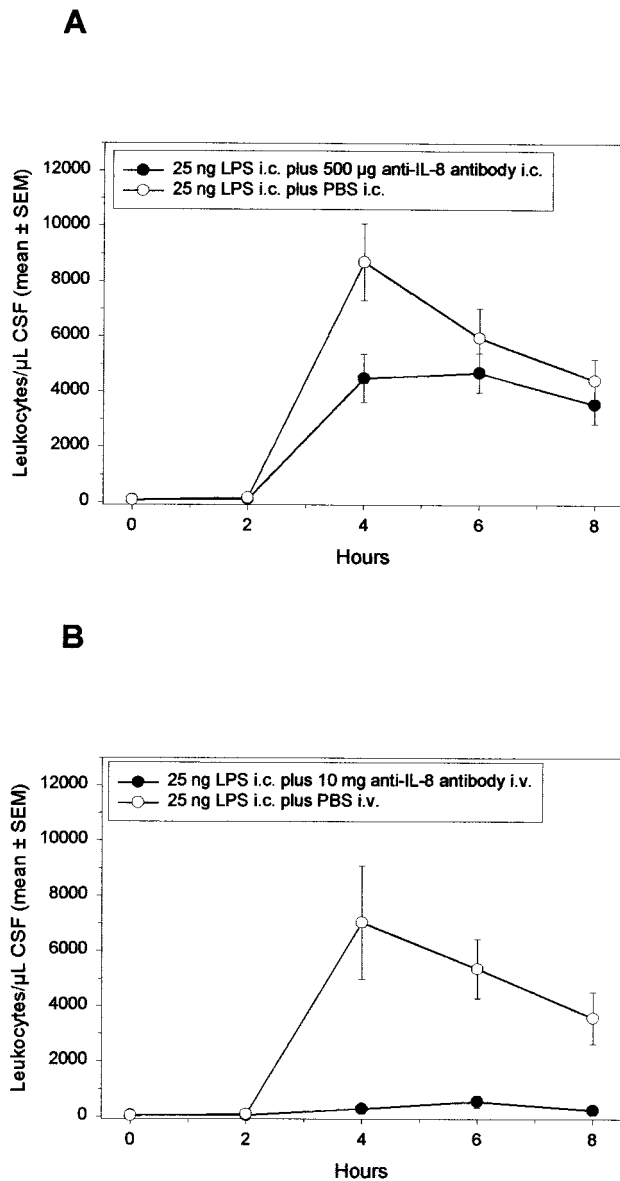 A
25 ng LPS i.c. plus 500 µg anti-IL-8 antibody i.c.
25 ng LPS i.c. plus PBS i.c.
Leukocytes/µL CSF (mean ± SEM)
12000
10000
8000
6000
4000
2000
0
0 2 4 6 8
Hours
B
25 ng LPS i.c. plus 10 mg anti-IL-8 antibody i.v.
25 ng LPS i.c. plus PBS i.v.
Leukocytes/µL CSF (mean ± SEM)
12000
10000
8000
6000
4000
2000
0
0 2 4 6 8
Hours